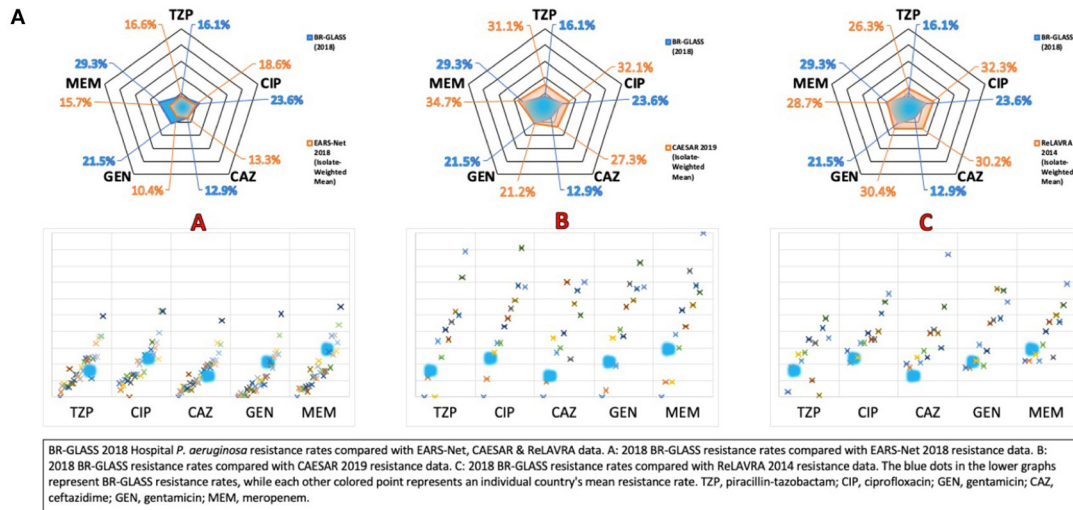 A
TZP
16.6%
16.1%
BR-GLASS
(2018)
29.3%
18.6%
MEM
CIP
15.7%
23.6%
EARS-Net
2018
(Isolate-
Weighted
Mean)
21.5%
13.3%
GEN
CAZ
10.4%
12.9%
A
TZP
31.1%
16.1%
BR-GLASS
(2018)
29.3%
32.1%
MEM
CIP
34.7%
23.6%
CAESAR 2019
(Isolate-
Weighted
Mean)
21.5%
27.3%
GEN
CAZ
21.2%
12.9%
B
TZP
26.3%
16.1%
BR-GLASS
(2018)
29.3%
32.3%
MEM
CIP
28.7%
23.6%
ReLAVRA
2014
(Isolate-
Weighted
Mean)
21.5%
30.2%
GEN
CAZ
30.4%
12.9%
C
TZP CIP CAZ GEN MEM
TZP CIP CAZ GEN MEM
TZP CIP CAZ GEN MEM
BR-GLASS 2018 Hospital P. aeruginosa resistance rates compared with EARS-Net, CAESAR & ReLAVRA data. A: 2018 BR-GLASS resistance rates compared with EARS-Net 2018 resistance data. B:
2018 BR-GLASS resistance rates compared with CAESAR 2019 resistance data. C: 2018 BR-GLASS resistance rates compared with ReLAVRA 2014 resistance data. The blue dots in the lower graphs
represent BR-GLASS resistance rates, while each other colored point represents an individual country's mean resistance rate. TZP, piracillin-tazobactam; CIP, ciprofloxacin; GEN, gentamicin; CAZ,
ceftazidime; GEN, gentamicin; MEM, meropenem.